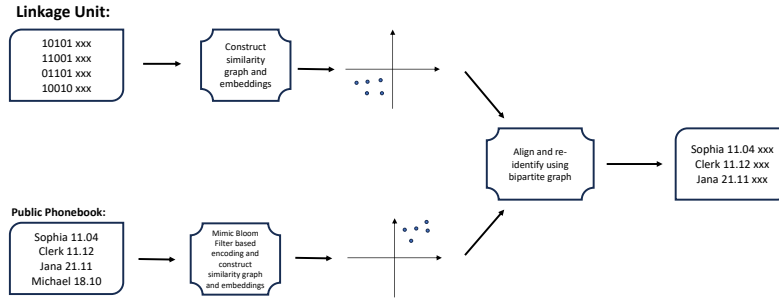 Linkage Unit:
10101 xxx
11001 xxx
01101 xxx
10010 xxx
Construct
similarity
graph and
embeddings
Align and re-
identify using
bipartite graph
Sophia 11.04 xxx
Clerk 11.12 xxx
Jana 21.11 xxx
Public Phonebook:
Sophia 11.04
Clerk 11.12
Jana 21.11
Michael 18.10
Mimic Bloom
Filter based
encoding and
construct
similarity graph
and embeddings